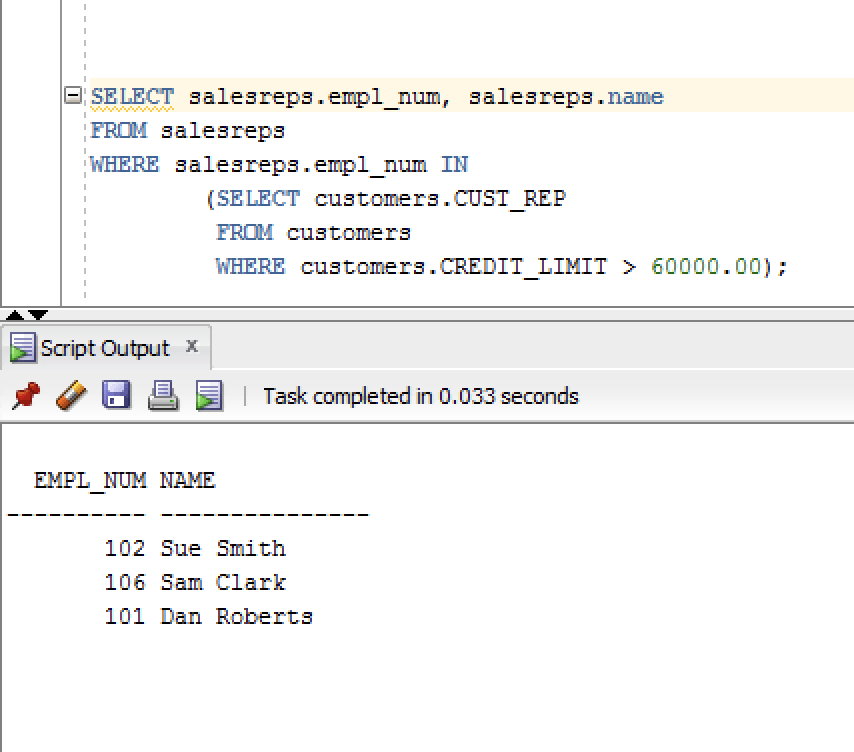 SELECT salesreps.empl_num, salesreps.name
FROM salesreps
WHERE salesreps.empl_num IN
(SELECT customers.CUST_REP
FROM customers
WHERE customers.CREDIT_LIMIT > 60000.00);
Script Output x
Task completed in 0.033 seconds
EMPL_NUM NAME
---------- ---------------
102 Sue Smith
106 Sam Clark
101 Dan Roberts